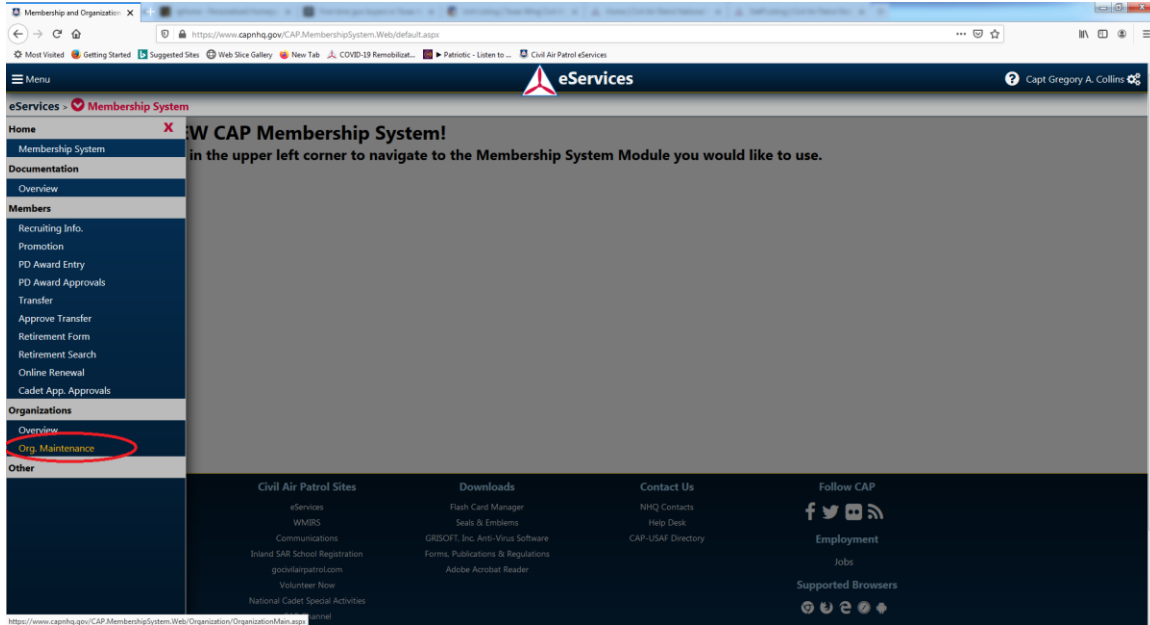 Membership and Organization
https://www.capnhq.gov/CAP.MembershipSystem.Web/default.aspx
Most Visited Getting Started Suggested Sites Web Slice Gallery New Tab COVID-19 Remobilizat... ► Patriotic - Listen to ... Civil Air Patrol eServices
Menu eServices ? Capt Gregory A. Collins
eServices > Membership System
Home X
EW CAP Membership System!
Membership System
in the upper left corner to navigate to the Membership System Module you would like to use.
Documentation
Overview
Members
Recruiting Info.
Promotion
PD Award Entry
PD Award Approvals
Transfer
Approve Transfer
Retirement Form
Retirement Search
Online Renewal
Cadet App. Approvals
Organizations
Overview
Org. Maintenance
Other
Civil Air Patrol Sites
eServices
WMIRS
Communications
Inland SAR School Registration
gocivilairpatrol.com
Volunteer Now
National Cadet Special Activities
Channel
Downloads
Flash Card Manager
Seals & Emblems
GRISOFT, Inc. Anti-Virus Software
Forms, Publications & Regulations
Adobe Acrobat Reader
Contact Us
NHQ Contacts
Help Desk
CAP-USAF Directory
Follow CAP
Employment
Jobs
Supported Browsers
https://www.capnhq.gov/CAP.MembershipSystem.Web/Organization/OrganizationMain.aspx